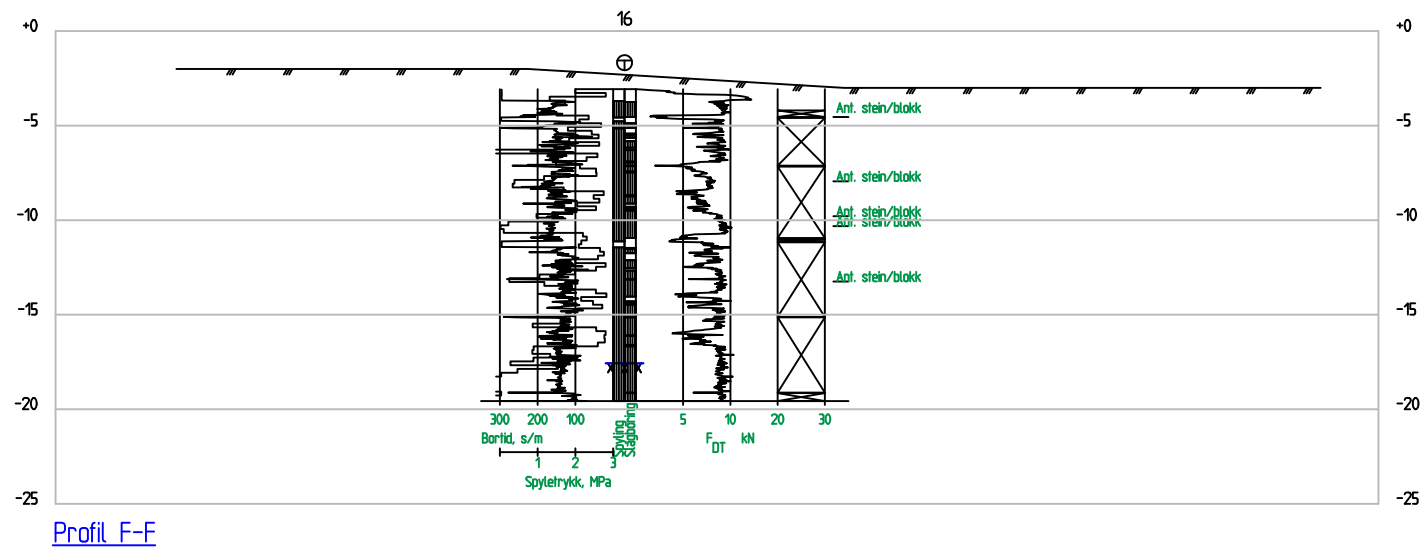 16
+0 +0
Ant. stein/blokk
-5 -5
Ant. stein/blokk
Ant. stein/blokk
-10 -10
Ant. stein/blokk
Ant. stein/blokk
-15 -15
-20 -20
300 200 100 5 10 20 30
Spyling
Slagboring
Bortid, s/m
F DT kN
1 2 3
Spyletrykk, MPa
-25 -25
Profil F-F